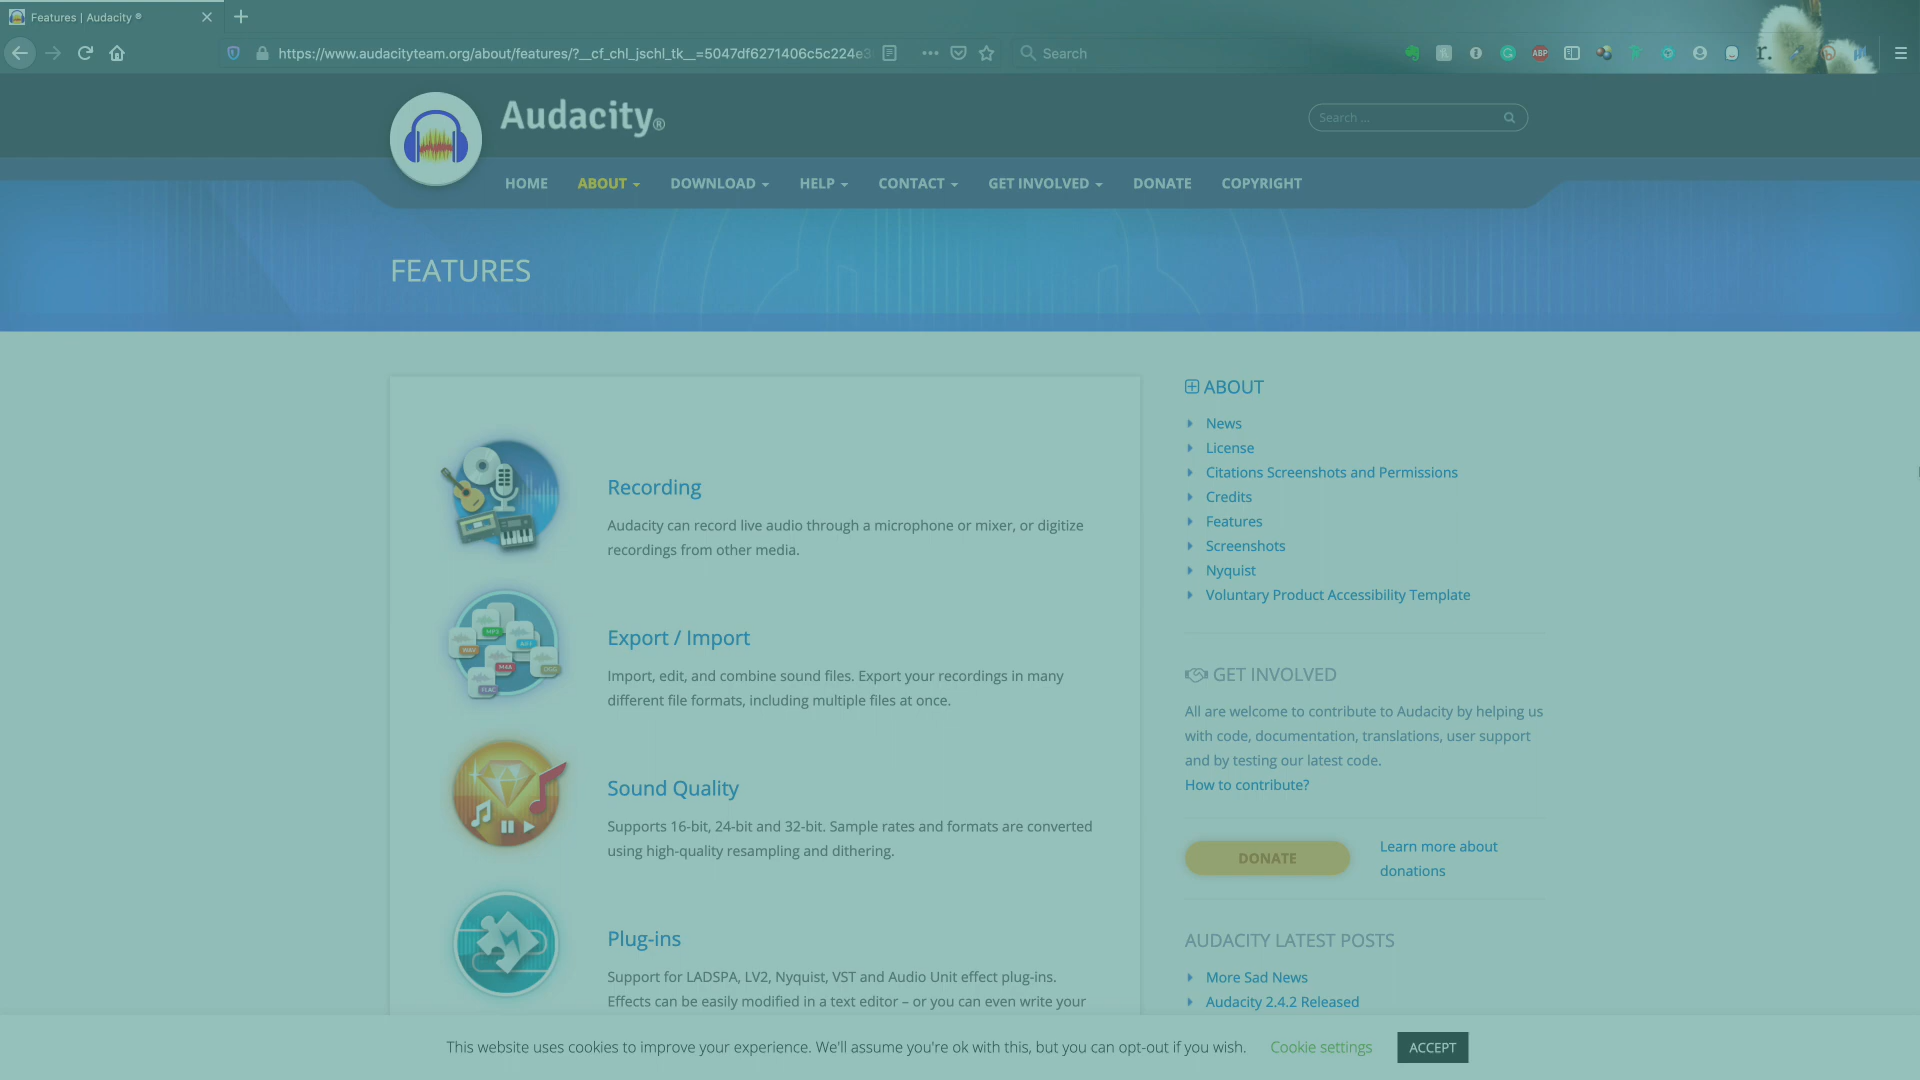 Features | Audacity ®
https://www.audacityteam.org/about/features/?__cf_chl_jschl_tk__=5047df6271406c5c224e3
Search
ABP
r.
Audacity®
Search ...
HOME
ABOUT
DOWNLOAD
HELP
CONTACT
GET INVOLVED
DONATE
COPYRIGHT
FEATURES
Recording
Audacity can record live audio through a microphone or mixer, or digitize
recordings from other media.
MP3
WAV
AIFF
M4A
OGG
FLAC
Export / Import
Import, edit, and combine sound files. Export your recordings in many
different file formats, including multiple files at once.
Sound Quality
Supports 16-bit, 24-bit and 32-bit. Sample rates and formats are converted
using high-quality resampling and dithering.
Plug-ins
Support for LADSPA, LV2, Nyquist, VST and Audio Unit effect plug-ins.
Effects can be easily modified in a text editor – or you can even write your
ABOUT
News
License
Citations Screenshots and Permissions
Credits
Features
Screenshots
Nyquist
Voluntary Product Accessibility Template
GET INVOLVED
All are welcome to contribute to Audacity by helping us
with code, documentation, translations, user support
and by testing our latest code.
How to contribute?
DONATE
Learn more about
donations
AUDACITY LATEST POSTS
More Sad News
Audacity 2.4.2 Released
This website uses cookies to improve your experience. We'll assume you're ok with this, but you can opt-out if you wish.
Cookie settings
ACCEPT